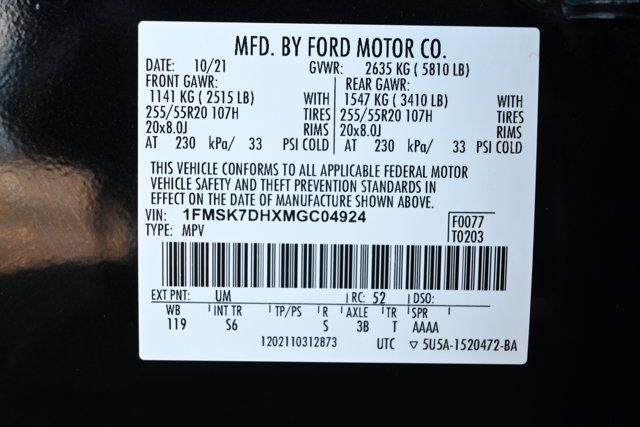 MFD. BY FORD MOTOR CO.
DATE: 10/21 GVWR: 2635 KG ( 5810 LB)
FRONT GAWR: REAR GAWR:
1141 KG ( 2515 LB) WITH 1547 KG ( 3410 LB) WITH
255/55R20 107H TIRES 255/55R20 107H TIRES
20x8.0J RIMS 20x8.0J RIMS
AT 230 kPa/ 33 PSI COLD AT 230 kPa/ 33 PSI COLD
THIS VEHICLE CONFORMS TO ALL APPLICABLE FEDERAL MOTOR
VEHICLE SAFETY AND THEFT PREVENTION STANDARDS IN
EFFECT ON THE DATE OF MANUFACTURE SHOWN ABOVE.
VIN: 1FMSK7DHXMGC04924 F0077
TYPE: MPV T0203
EXT PNT: UM RC: 52 DSO:
WB INT TR TP/PS R AXLE TR SPR
119 S6 S 3B T AAAA
1202110312873 UTC 5U5A-1520472-BA